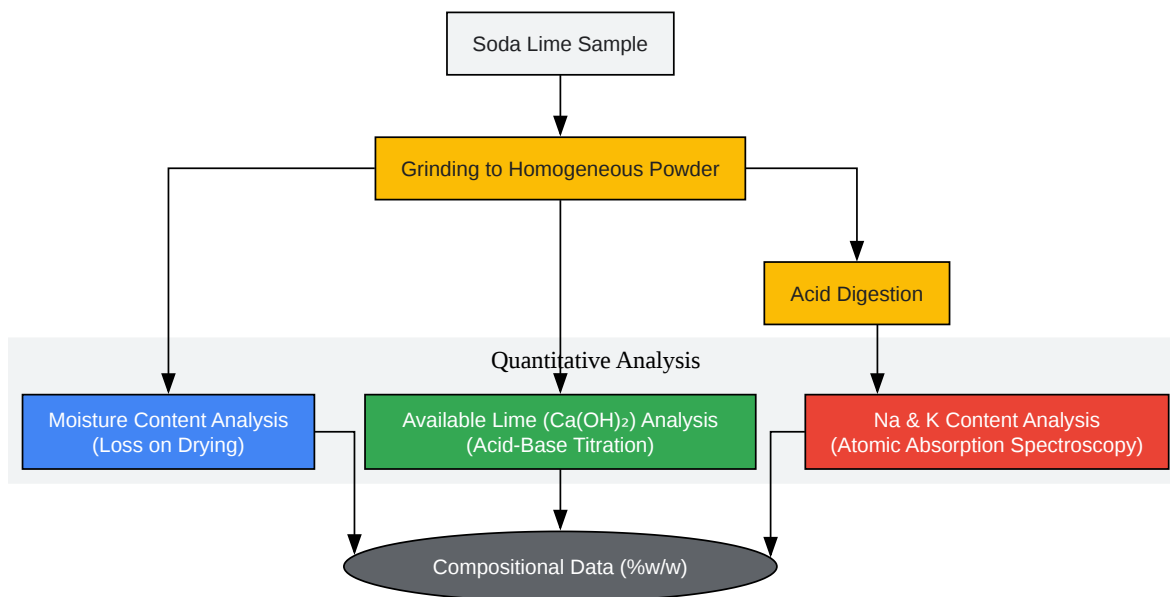 Soda Lime Sample
Grinding to Homogeneous Powder
Acid Digestion
Quantitative Analysis
Moisture Content Analysis
(Loss on Drying)
Available Lime (Ca(OH)₂) Analysis
(Acid-Base Titration)
Na & K Content Analysis
(Atomic Absorption Spectroscopy)
Compositional Data (%w/w)